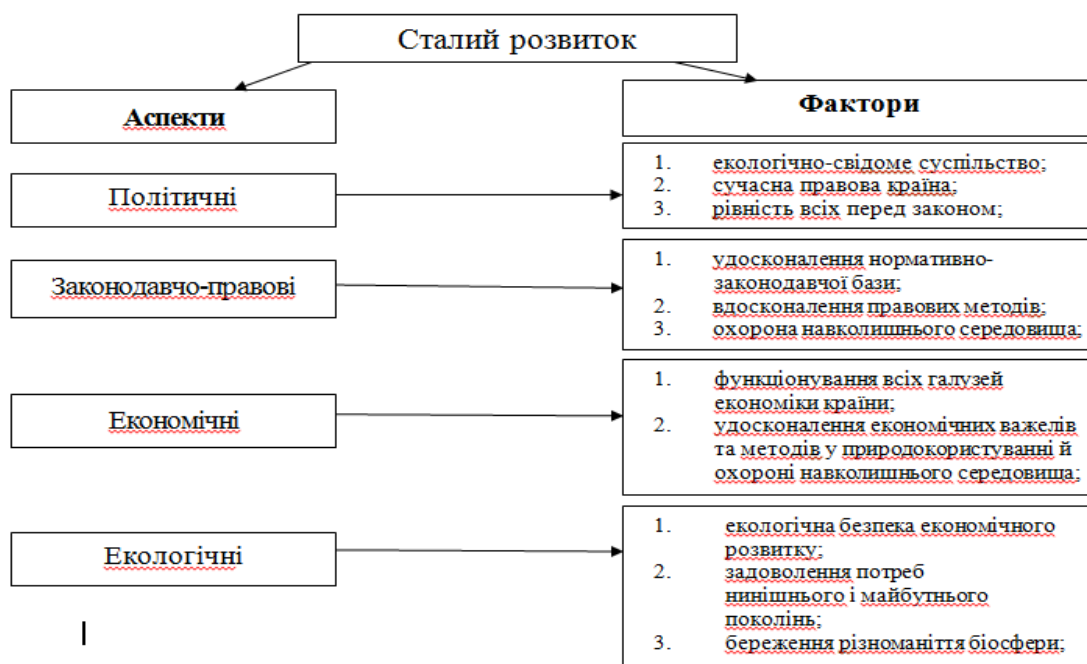 Сталий розвиток
Аспекти
Фактори
Політичні
1. екологічно-свідоме суспільство;
2. сучасна правова країна;
3. рівність всіх перед законом;
Законодавчо-правові
1. удосконалення нормативно-
законодавчої бази;
2. вдосконалення правових методів;
3. охорона навколишнього середовища;
Економічні
1. функціонування всіх галузей
економіки країни;
2. удосконалення економічних важелів
та методів у природокористуванні й
охороні навколишнього середовища;
Екологічні
1. екологічна безпека економічного
розвитку;
2. задоволення потреб
нинішнього і майбутнього
поколінь;
3. береження різноманіття біосфери;